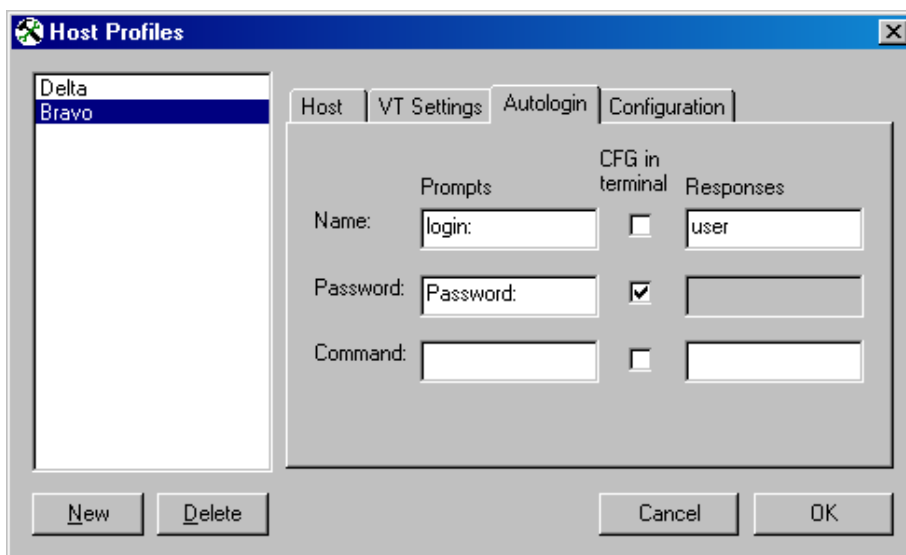 Host Profiles
Delta
Bravo
Host VT Settings Autologin Configuration
CFG in
terminal
Prompts Responses
Name: login: user
Password: Password:
Command:
New Delete Cancel OK